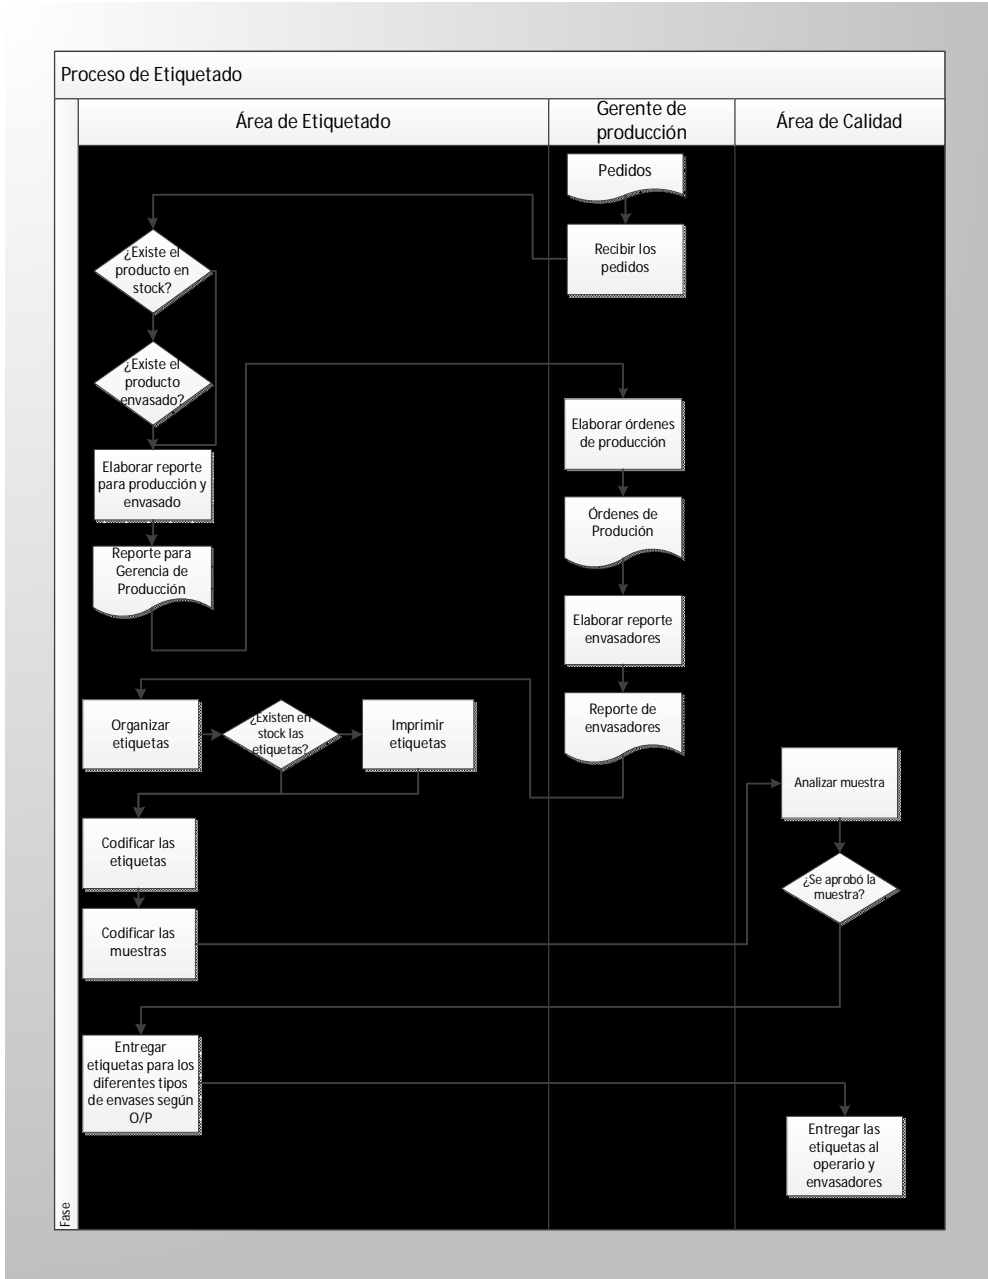 Proceso de Etiquetado
Área de Etiquetado
Gerente de
producción
Área de Calidad
Pedidos
Recibir los
pedidos
¿Existe el
producto en
stock?
¿Existe el
producto
envasado?
Elaborar reporte
para producción y
envasado
Reporte para
Gerencia de
Producción
Elaborar órdenes
de producción
Órdenes de
Produción
Elaborar reporte
envasadores
Reporte de
envasadores
Organizar
etiquetas
¿Existen en
stock las
etiquetas?
Imprimir
etiquetas
Codificar las
etiquetas
Codificar las
muestras
Analizar muestra
¿Se aprobó la
muestra?
Entregar
etiquetas para los
diferentes tipos
de envases según
O/P
Entregar las
etiquetas al
operario y
envasadores
Fase